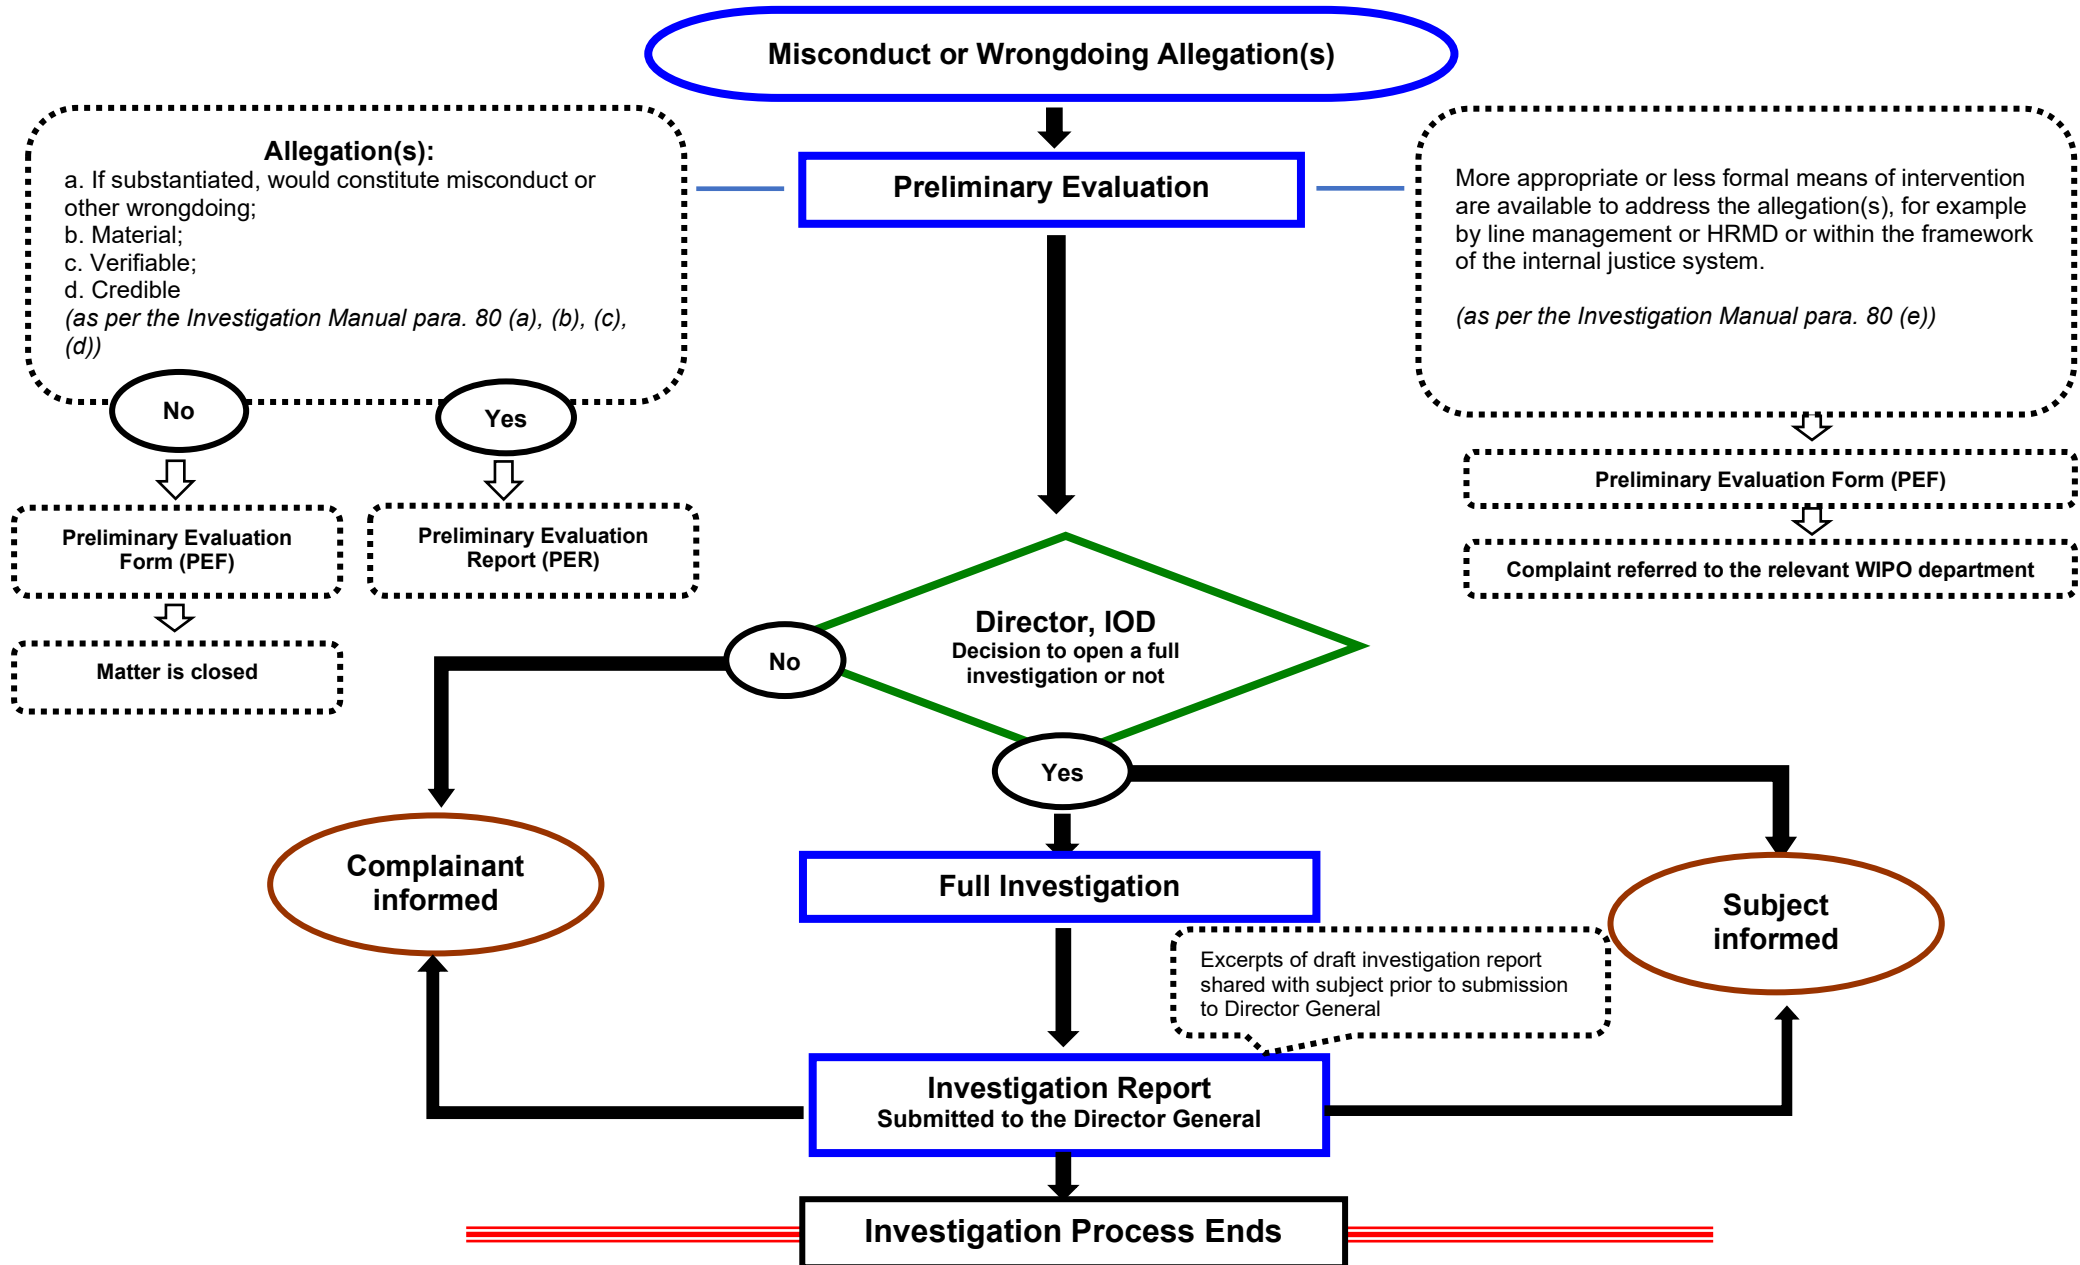 Misconduct or Wrongdoing Allegation(s)
Allegation(s):
a. If substantiated, would constitute misconduct or
other wrongdoing;
b. Material;
c. Verifiable;
d. Credible
(as per the Investigation Manual para. 80 (a), (b), (c),
(d))
Preliminary Evaluation
More appropriate or less formal means of intervention
are available to address the allegation(s), for example
by line management or HRMD or within the framework
of the internal justice system.
(as per the Investigation Manual para. 80 (e))
No
Yes
Preliminary Evaluation
Form (PEF)
Preliminary Evaluation
Report (PER)
Matter is closed
Preliminary Evaluation Form (PEF)
Complaint referred to the relevant WIPO department
Director, IOD
Decision to open a full
investigation or not
No
Yes
Complainant
informed
Full Investigation
Subject
informed
Excerpts of draft investigation report
shared with subject prior to submission
to Director General
Investigation Report
Submitted to the Director General
Investigation Process Ends